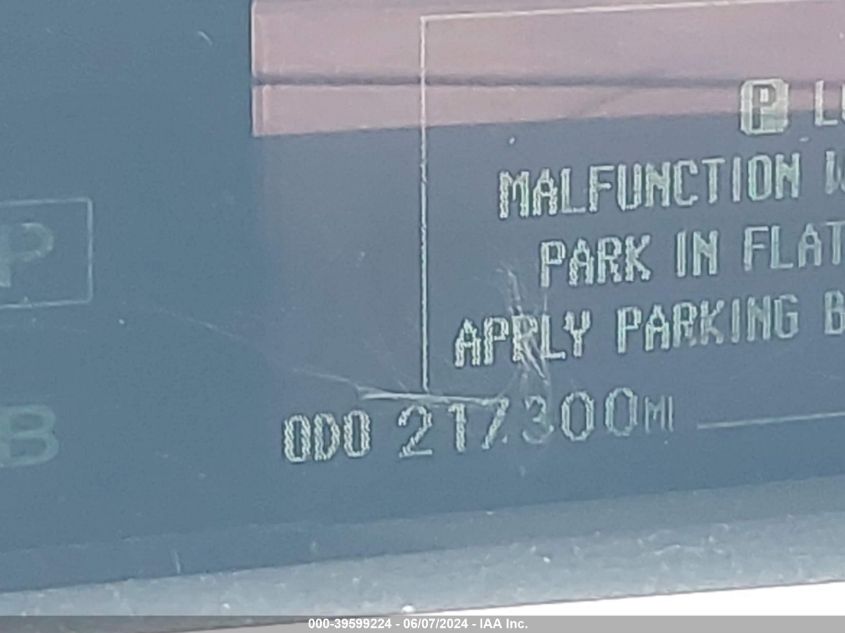 P
MALFUNCTION
P
PARK IN FLAT
APPLY PARKING B
ODO 217300MI
B
000-39599224 - 06/07/2024 - IAA Inc.